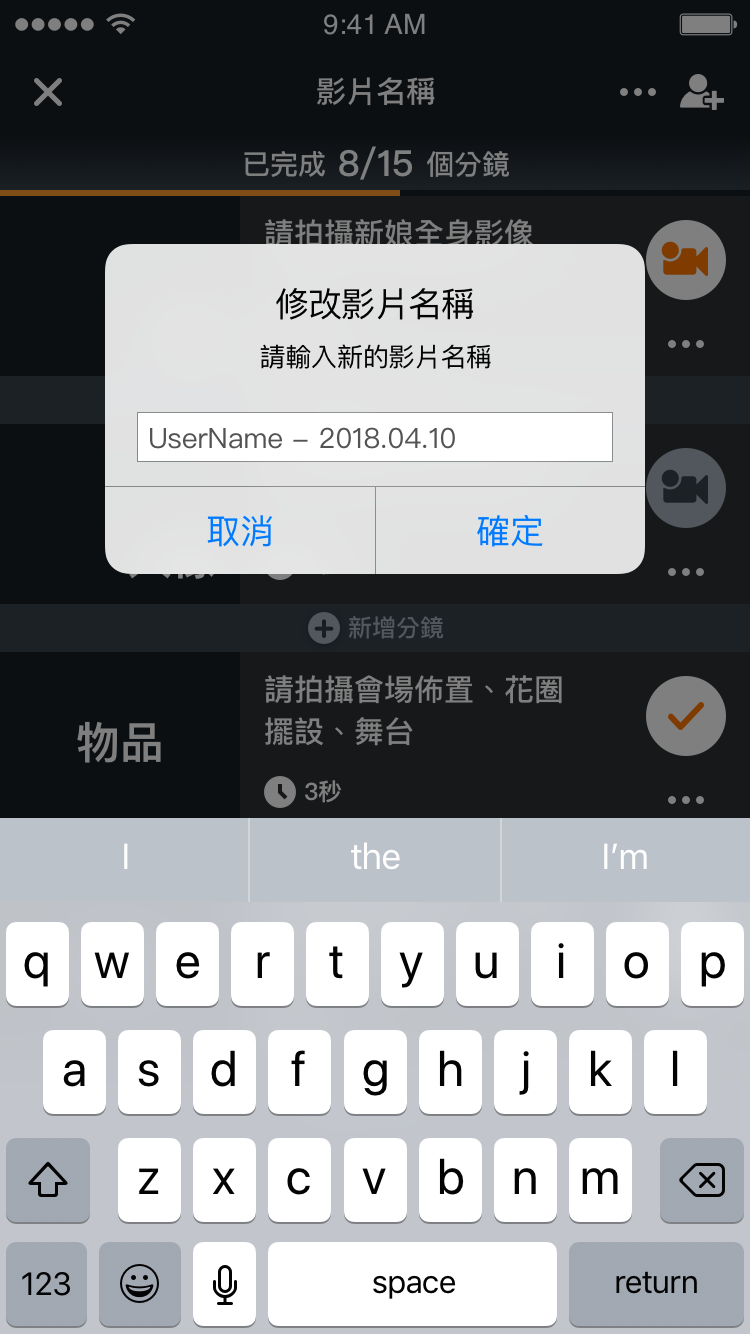 9:41 AM
影片名稱
已完成 8/15 個分鏡
請拍攝新娘全身影像
修改影片名稱
請輸入新的影片名稱
UserName – 2018.04.10
取消 確定
新增分鏡
物品
請拍攝會場佈置、花圈
擺設、舞台
3秒
I the I’m
q w e r t y u i o p
a s d f g h j k l
z x c v b n m
123 space return